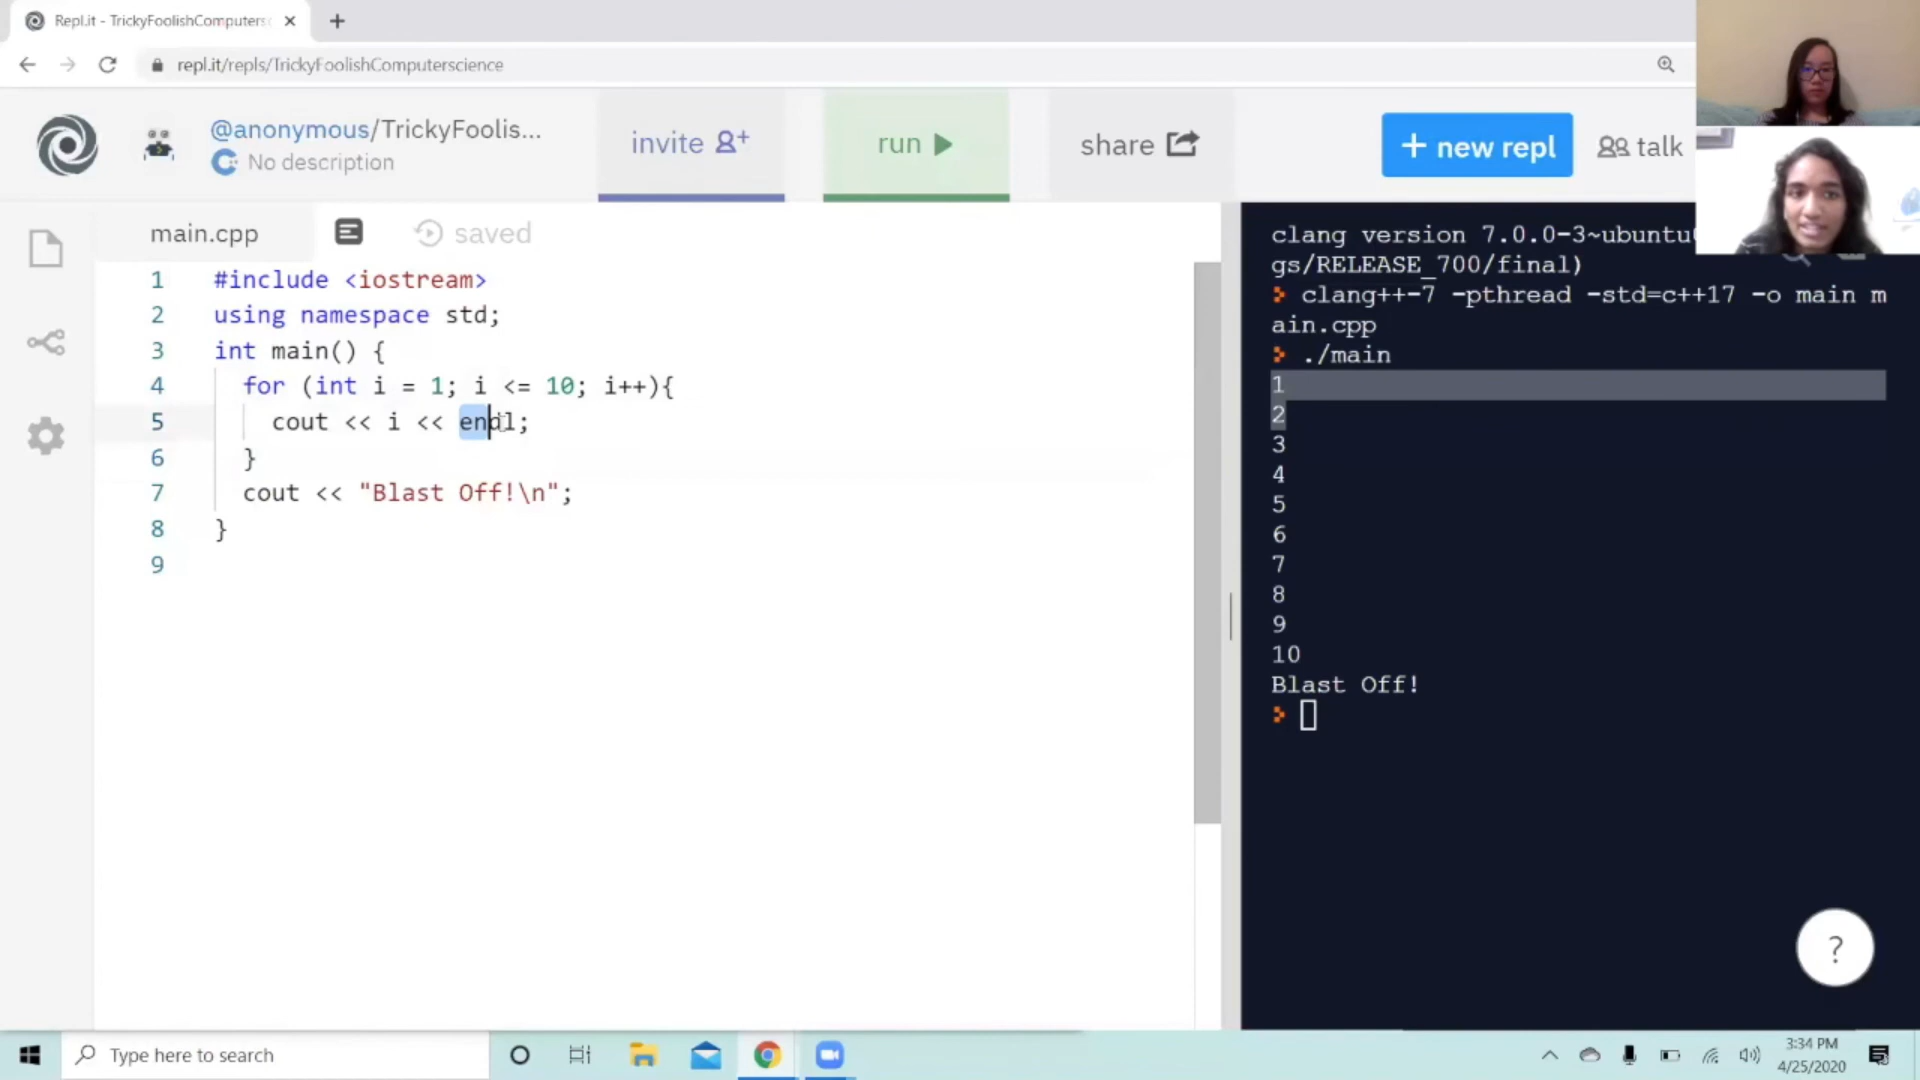 Repl.it - TrickyFoolishComputers
repl.it/repls/TrickyFoolishComputerscience
@anonymous/TrickyFoolis...
No description
invite
run
share
+ new repl
talk
main.cpp
saved
1 #include <iostream>
2 using namespace std;
3 int main() {
4 for (int i = 1; i <= 10; i++){
5 cout << i << endl;
6 }
7 cout << "Blast Off!\n";
8 }
9
clang version 7.0.0-3~ubuntu
gs/RELEASE_700/final)
clang++-7 -pthread -std=c++17 -o main m
ain.cpp
./main
1
2
3
4
5
6
7
8
9
10
Blast Off!
?
Type here to search
3:34 PM
4/25/2020